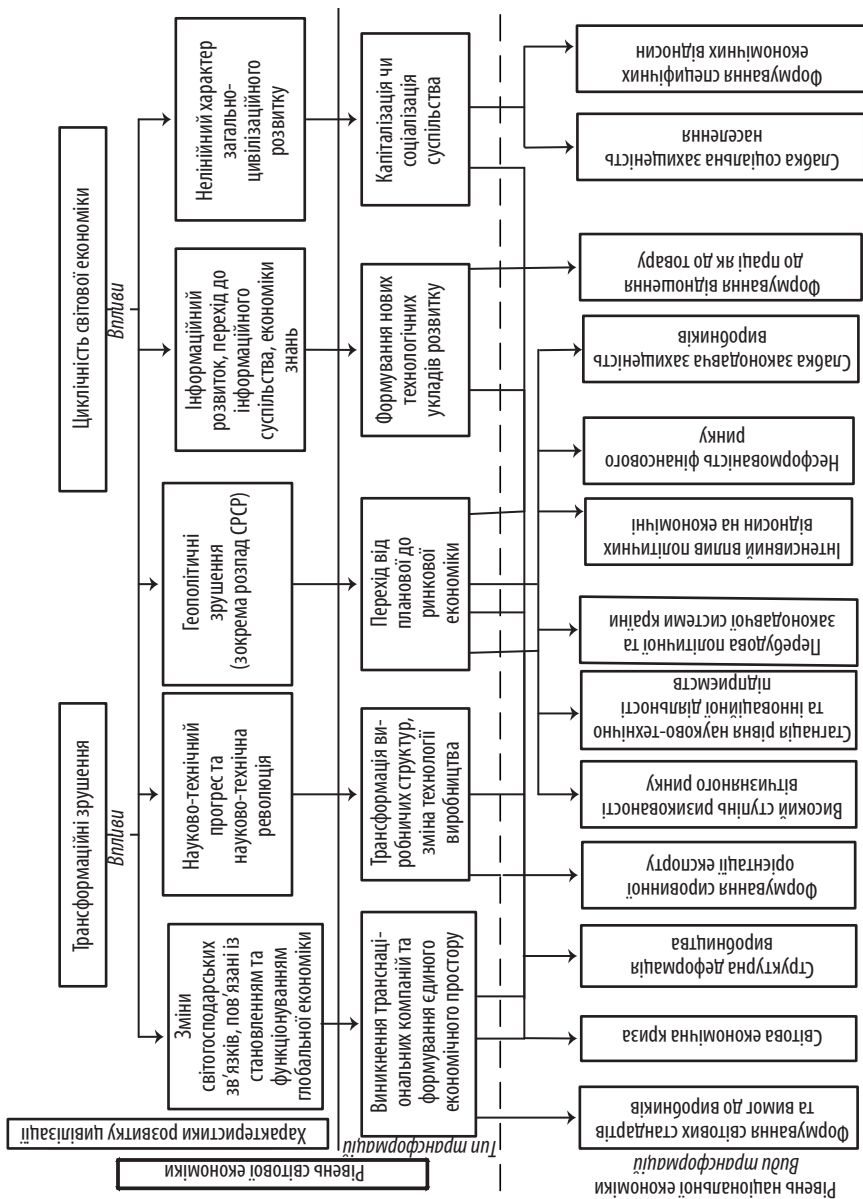 Трансформаційні зрушення
Циклічність світової економіки
Впливи
Впливи
Характеристики розвитку цивілізації
Зміни
світогосподарських
зв’язків, пов’язані із
становленням та
функціонуванням
глобальної економіки
Науково-технічний
прогрес та
науково-технічна
революція
Геополітичні
зрушення
(зокрема розпад СРСР)
Інформаційний
розвиток, перехід до
інформаційного
суспільства, економіки
знань
Нелінійний характер
загально-
цивілізаційного
розвитку
Рівень світової економіки
Тип трансформацій
Виникнення транснаці-
ональних компаній та
формування єдиного
економічного простору
Трансформація ви-
робничих структур,
зміна технології
виробництва
Перехід від
планової до
ринкової
економіки
Формування нових
технологічних
укладів розвитку
Капіталізація чи
соціалізація
суспільства
Рівень національної економіки
Види трансформацій
Формування світових стандартів
та вимог до виробників
Світова економічна криза
Структурна деформація
виробництва
Формування сировинної
орієнтації експорту
Високий ступінь ризикованості
вітчизняного ринку
Стагнація рівня науково-технічно
та інноваційної діяльності
підприємств
Перебудова політичної та
законодавчої системи країни
Інтенсивний вплив політичних
відносин на економічні
Несформованість фінансового
ринку
Слабка законодавча захищеність
виробників
Формування відношення
до праці як до товару
Слабка соціальна захищеність
населення
Формування специфічних
економічних відносин